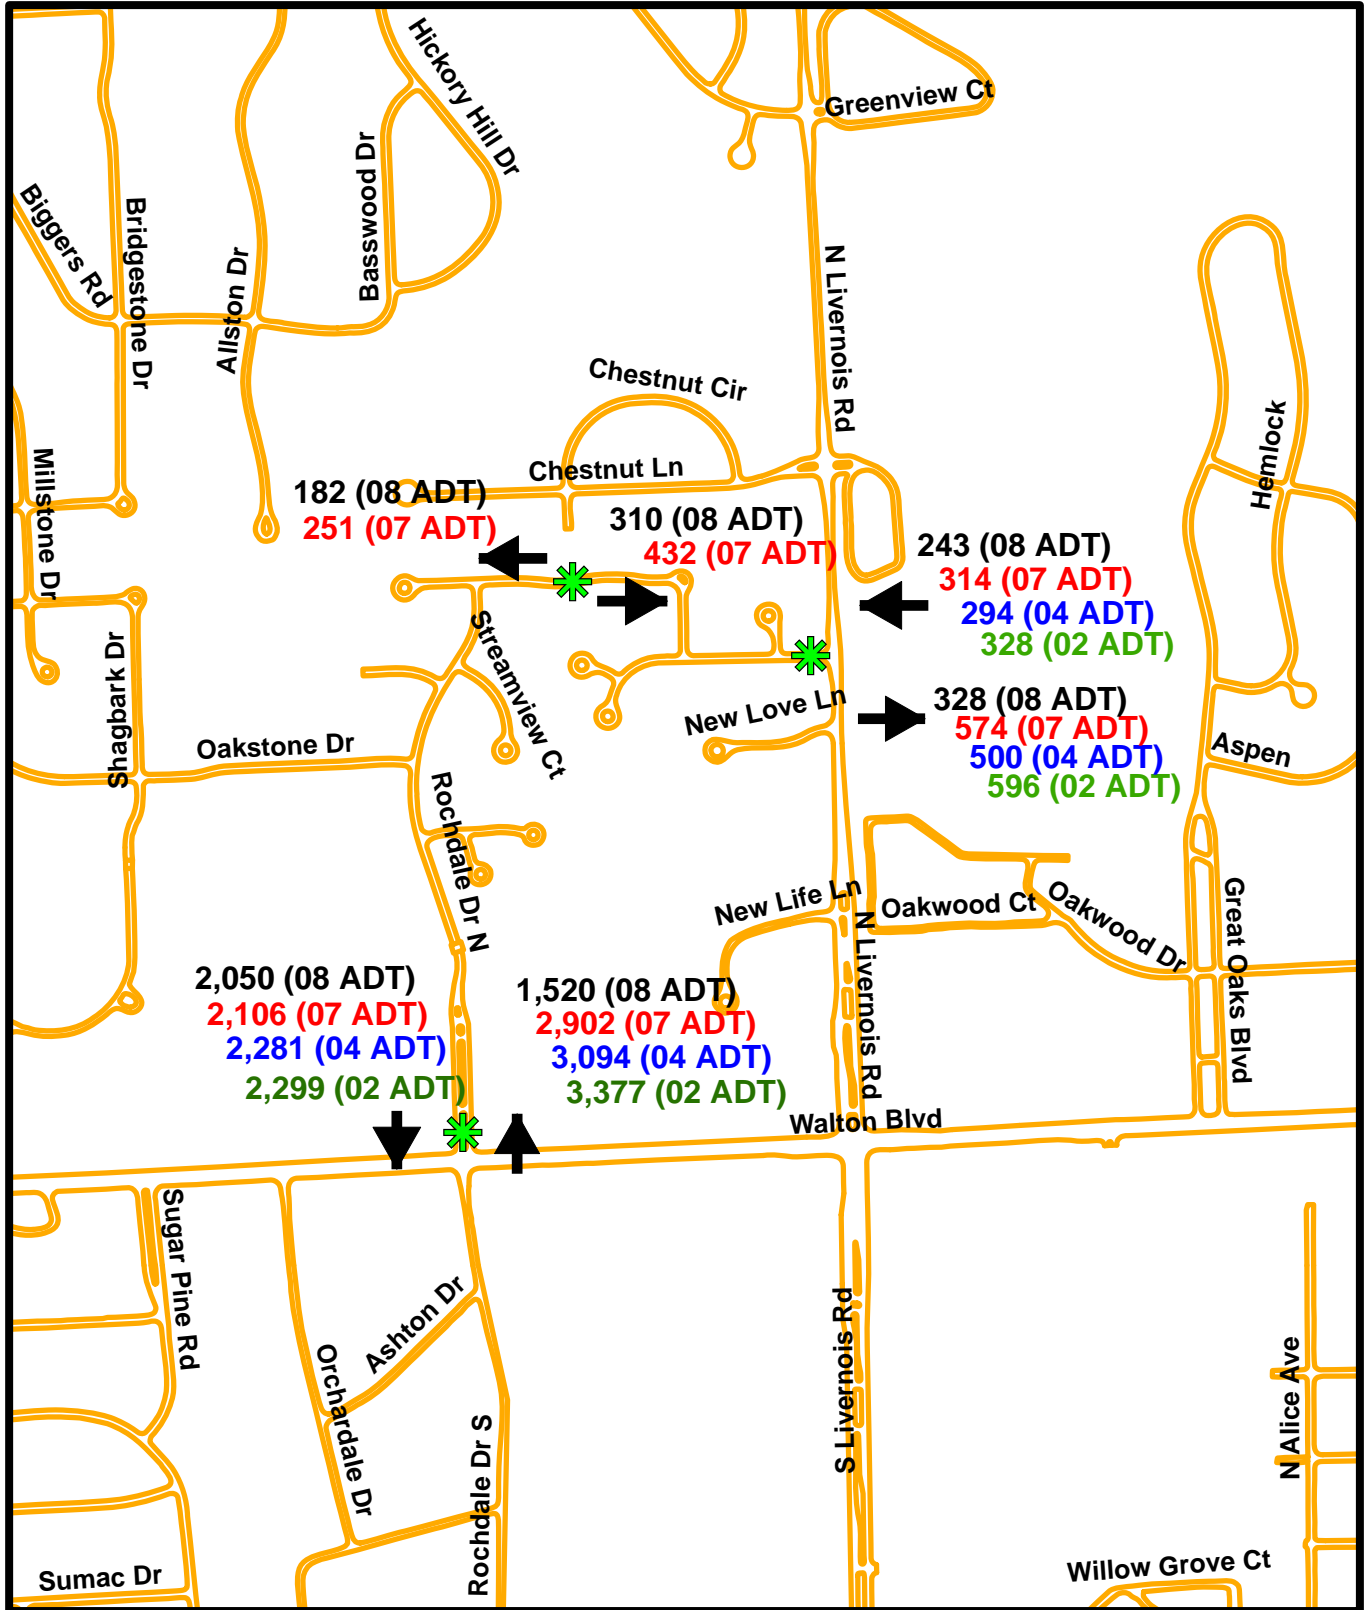 Hickory Hill Dr
Greenview Ct
Basswood Dr
Biggers Rd
Bridgestone Dr
Allston Dr
N Livernois Rd
Chestnut Cir
Hemlock
Millstone Dr
Chestnut Ln
182 (08 ADT)
251 (07 ADT)
310 (08 ADT)
432 (07 ADT)
243 (08 ADT)
314 (07 ADT)
294 (04 ADT)
328 (02 ADT)
Streamview Ct
Shagbark Dr
New Love Ln
328 (08 ADT)
574 (07 ADT)
500 (04 ADT)
596 (02 ADT)
Oakstone Dr
Aspen
Rochdale Dr N
New Life Ln
Oakwood Ct
Oakwood Dr
Great Oaks Blvd
N Livernois Rd
2,050 (08 ADT)
2,106 (07 ADT)
2,281 (04 ADT)
2,299 (02 ADT)
1,520 (08 ADT)
2,902 (07 ADT)
3,094 (04 ADT)
3,377 (02 ADT)
Walton Blvd
Sugar Pine Rd
Ashton Dr
Orchardale Dr
Rochdale Dr S
S Livernois Rd
N Alice Ave
Sumac Dr
Willow Grove Ct